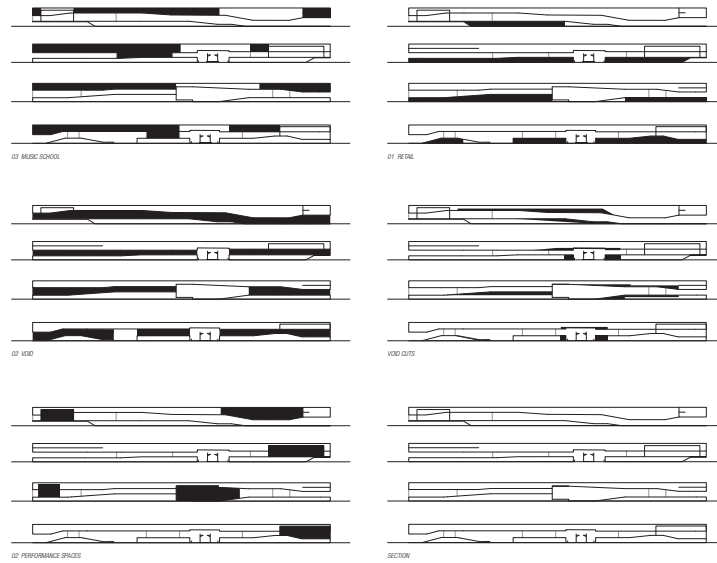 03 MUSIC SCHOOL
01 RETAIL
02 VOID
VOID CUTS
02 PERFORMANCE SPACES
SECTION